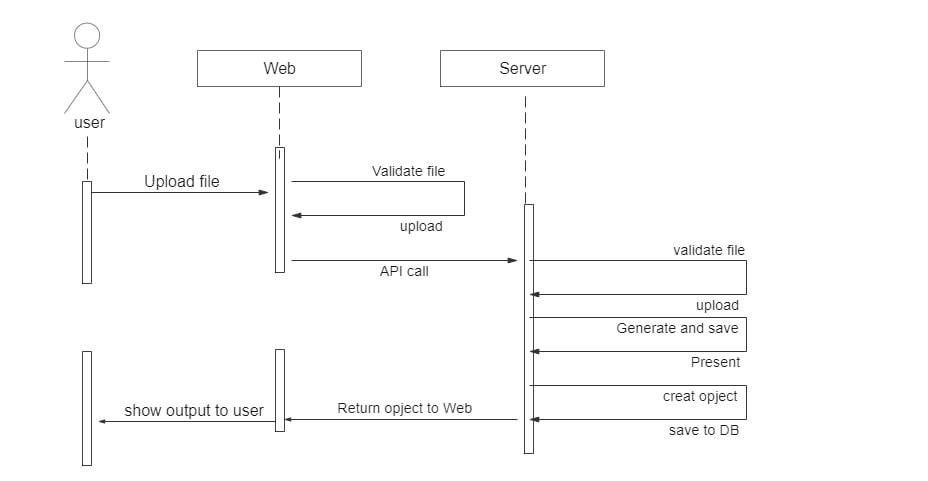 Web
Server
user
Validate file
Upload file
upload
validate file
API call
upload
Generate and save
Present
creat opject
Return opject to Web
show output to user
save to DB